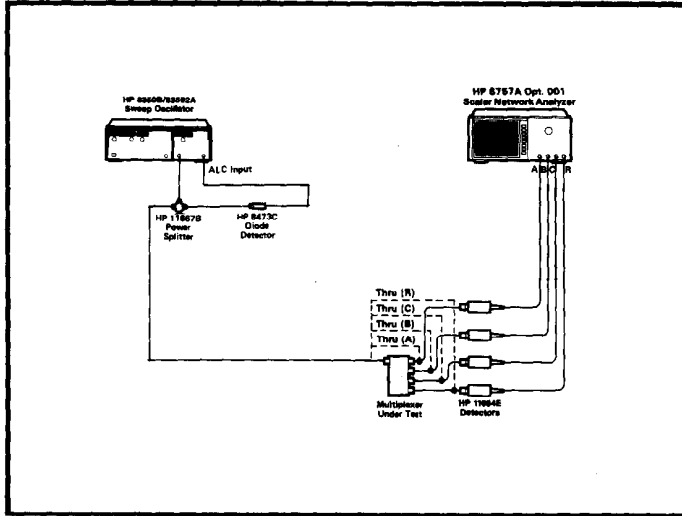 HP 8350B/83592A
Sweep Oscillator
ALC Input
HP 11667B
Power
Splitter
HP 8473C
Diode
Detector
HP 8757A Opt. 001
Scalar Network Analyzer
A B C R
Thru (R)
Thru (C)
Thru (B)
Thru (A)
Multiplexer
Under Test
HP 11664E
Detectors